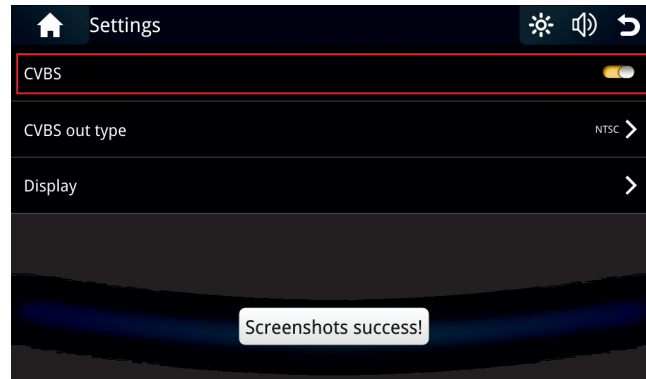 Settings
CVBS
CVBS out type
NTSC
Display
Screenshots success!